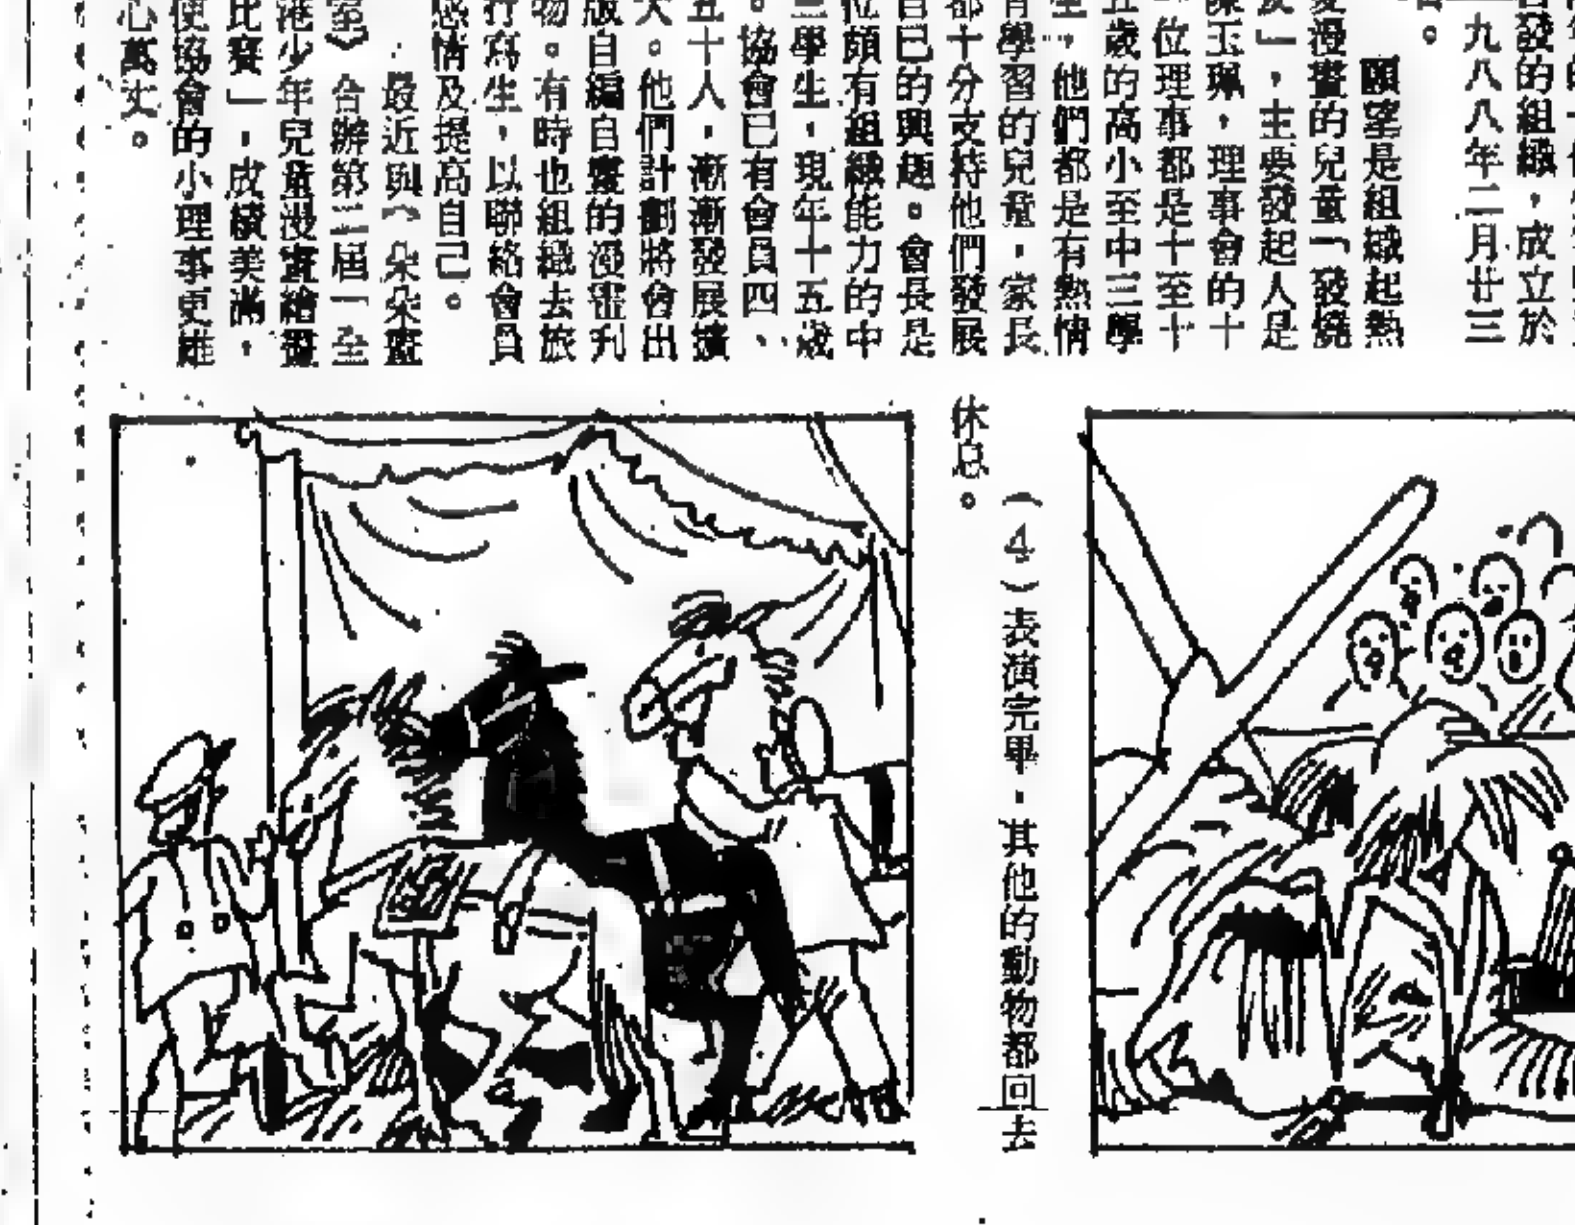 年的
發的組織，成立於
九八八年二月廿三
。
願望是組織起熱
愛漫畫的兒童「發燒
友」，主要發起人是
陳玉珮，理事會的十
位理事都是十至十
五歲的高小至中三學
生，他們都是有熱情
有學習的兒童，家長
都十分支持他們發展
自己的興趣。會長是
位頗有組織能力的中
三學生，現年十五歲
。協會已有會員四、
五十人，漸漸發展擴
大。他們計劃將會出
版自編自畫的漫畫刊
物。有時也組織去旅
行寫生，以聯絡會員
感情及提高自己。
最近與《朵朵畫
室》合辦第三屆「全
港少年兒童漫畫繪畫
比賽」，成績美滿，
使協會的小理事更雄
心萬丈。
（4）表演完畢，其他的動物都回去
休息。